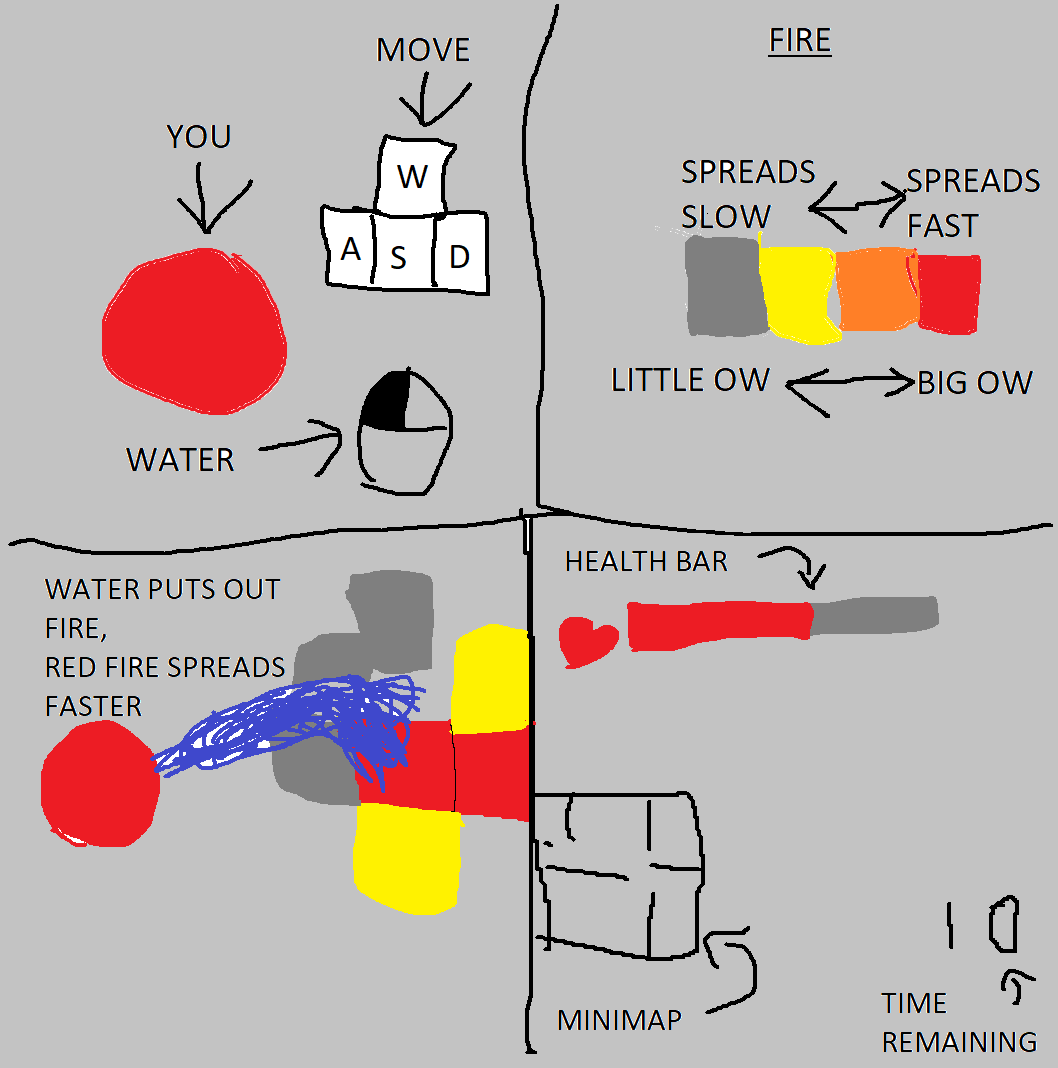 MOVE
YOU
W
A S D
WATER
FIRE
SPREADS
SLOW
SPREADS
FAST
LITTLE OW
BIG OW
WATER PUTS OUT
FIRE,
RED FIRE SPREADS
FASTER
HEALTH BAR
MINIMAP
10
TIME
REMAINING